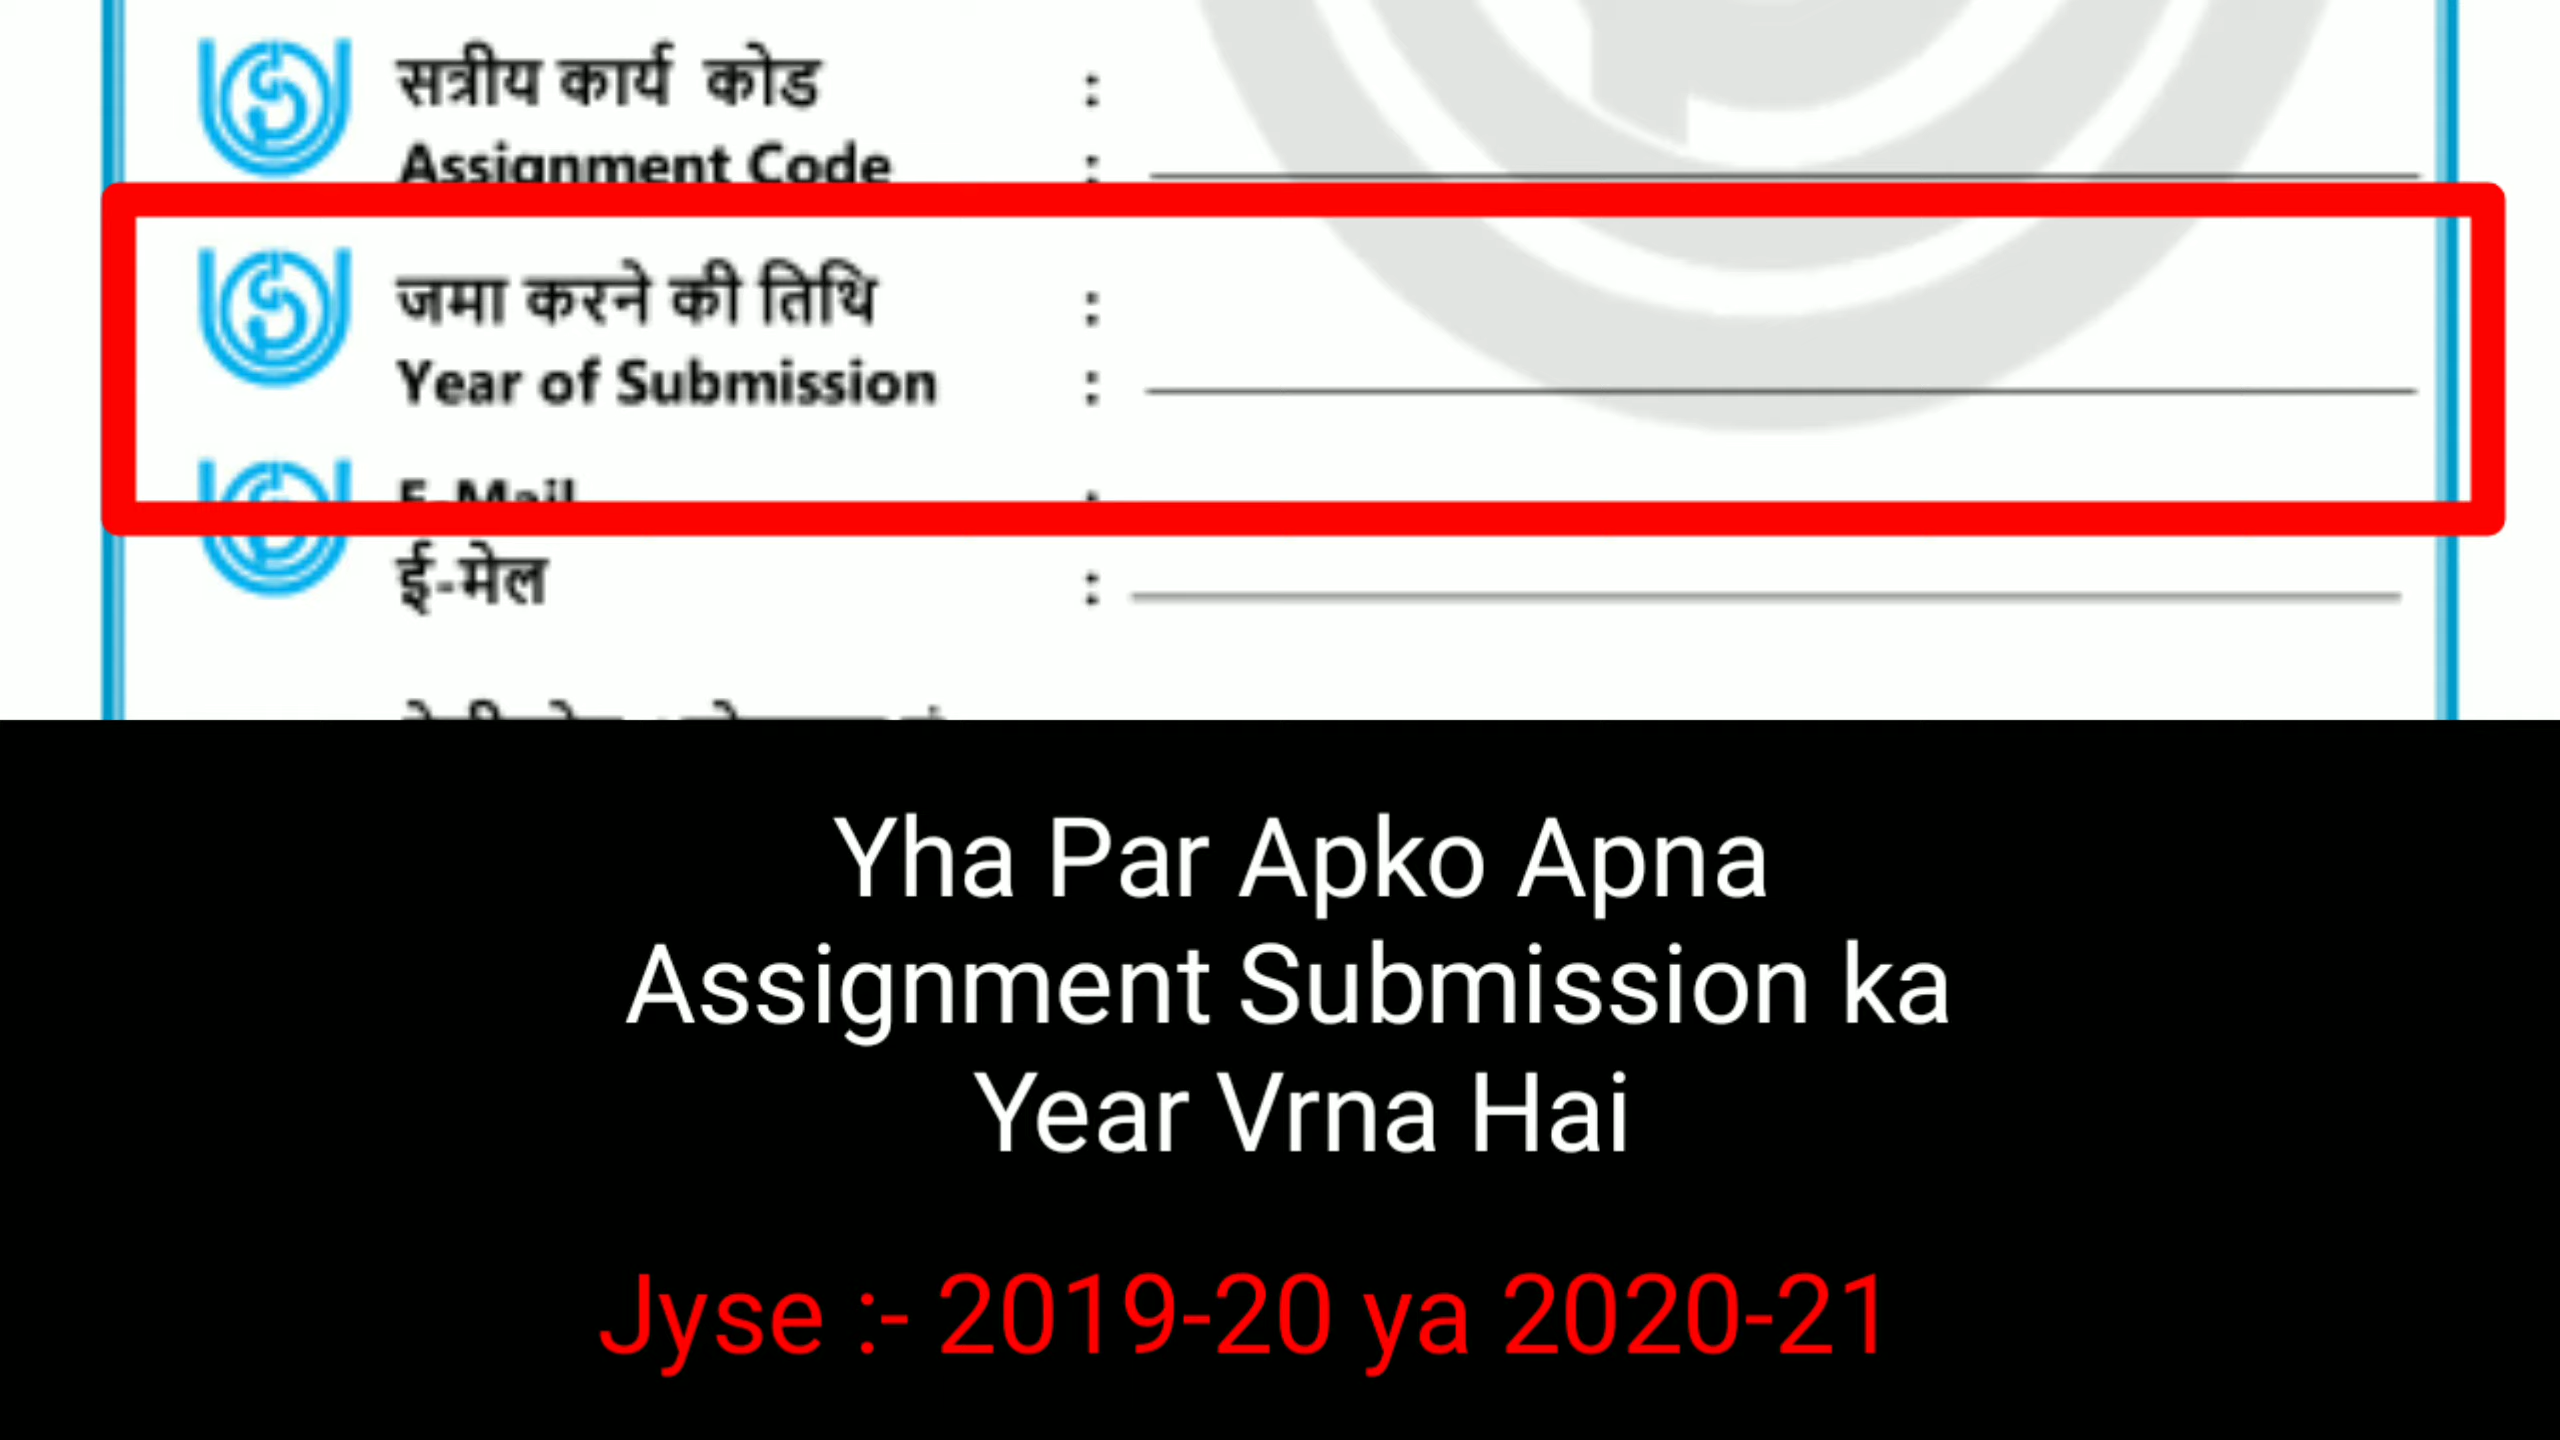 सत्रीय कार्य कोड :
Assignment Code :
जमा करने की तिथि :
Year of Submission :
E-Mail :
ई-मेल :
Yha Par Apko Apna
Assignment Submission ka
Year Vrna Hai
Jyse :- 2019-20 ya 2020-21